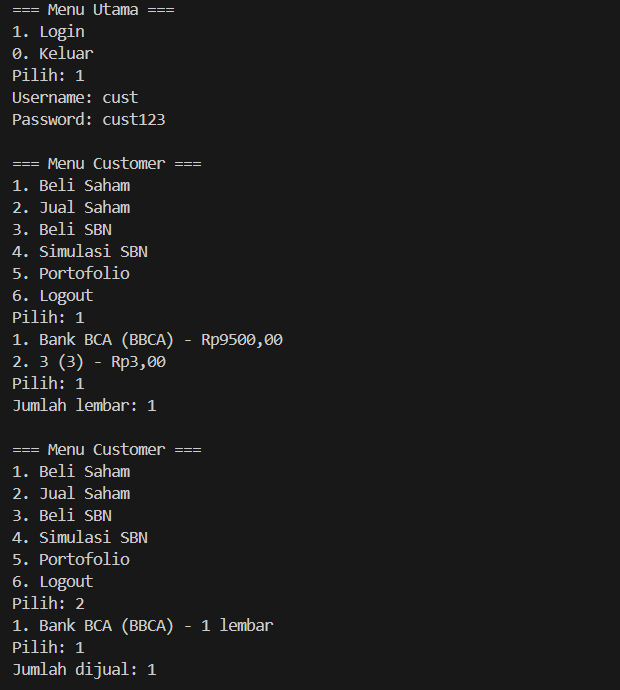 === Menu Utama ===
1. Login
0. Keluar
Pilih: 1
Username: cust
Password: cust123

=== Menu Customer ===
1. Beli Saham
2. Jual Saham
3. Beli SBN
4. Simulasi SBN
5. Portofolio
6. Logout
Pilih: 1
1. Bank BCA (BBCA) - Rp9500,00
2. 3 (3) - Rp3,00
Pilih: 1
Jumlah lembar: 1

=== Menu Customer ===
1. Beli Saham
2. Jual Saham
3. Beli SBN
4. Simulasi SBN
5. Portofolio
6. Logout
Pilih: 2
1. Bank BCA (BBCA) - 1 lembar
Pilih: 1
Jumlah dijual: 1